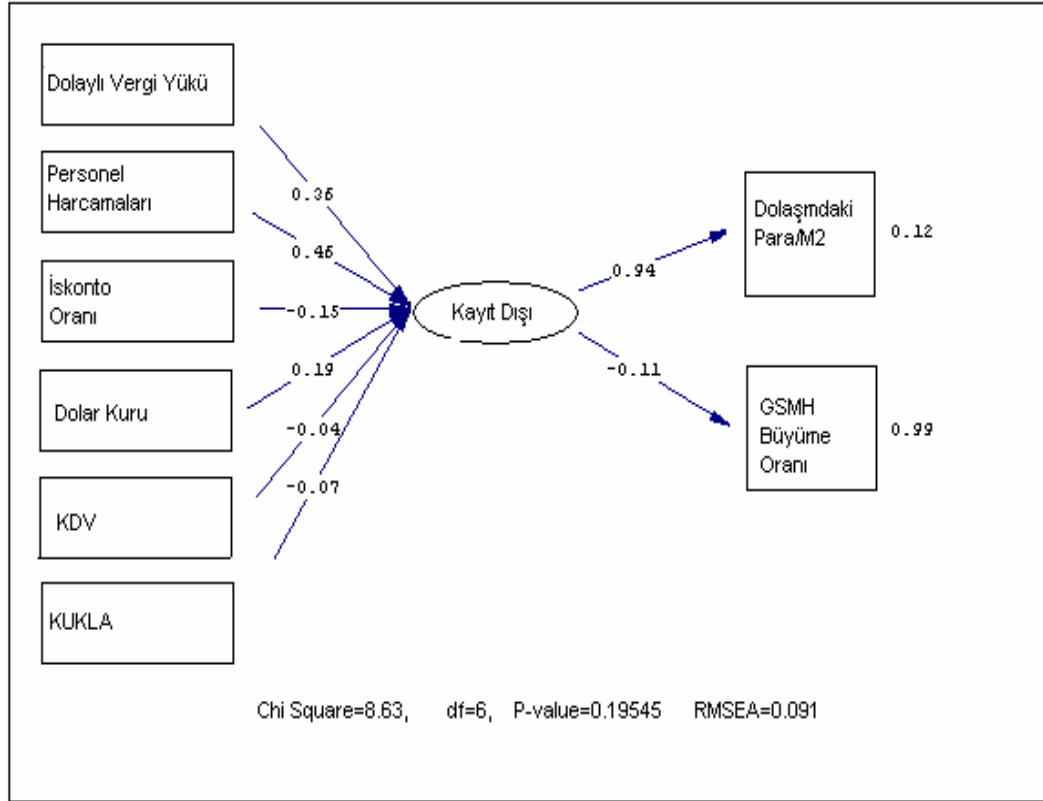 Dolaylı Vergi Yükü
Personel
Harcamaları
İskonto
Oranı
Dolar Kuru
KDV
KUKLA
0.36
0.46
-0.15
0.19
-0.04
-0.07
Kayıt Dışı
0.94
-0.11
Dolaşmdaki
Para/M2
0.12
GSMH
Büyüme
Oranı
0.99
Chi Square=8.63, df=6, P-value=0.19545 RMSEA=0.091